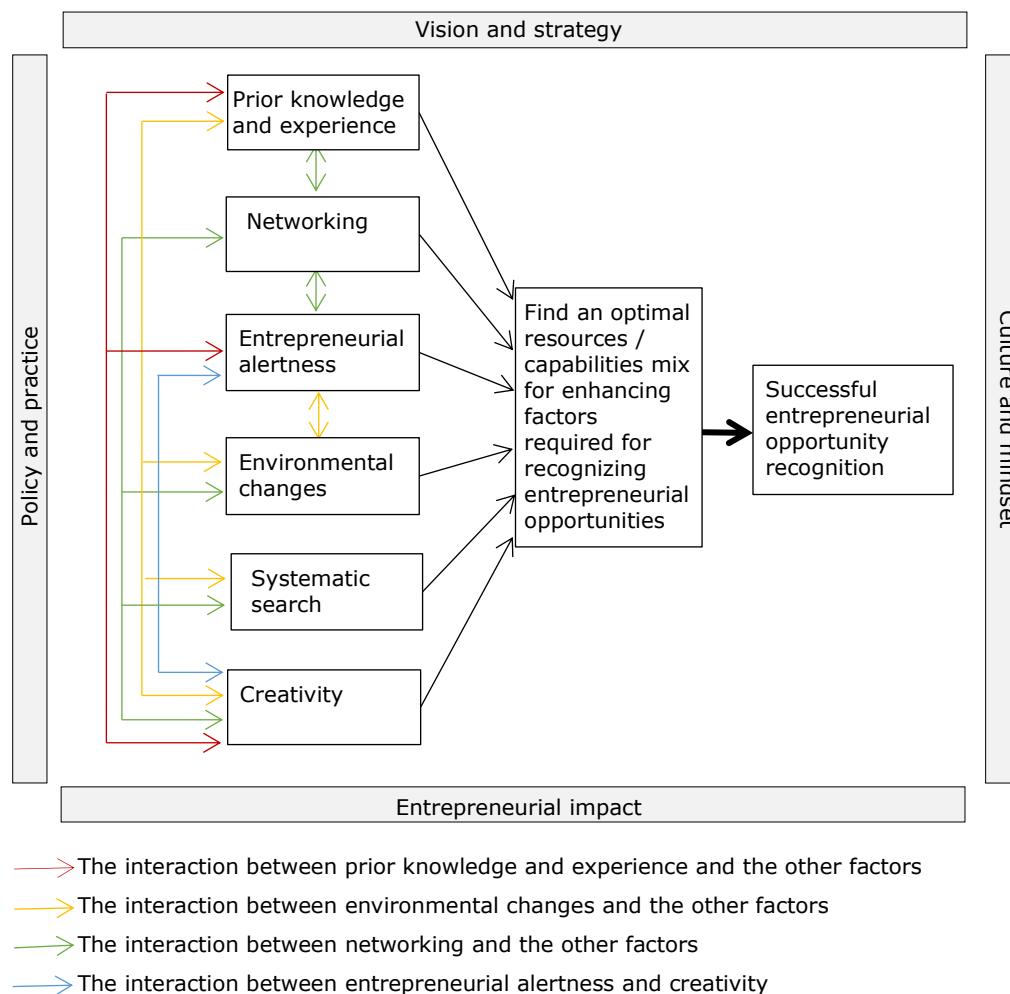 Vision and strategy
Policy and practice
Prior knowledge
and experience
Networking
Entrepreneurial
alertness
Environmental
changes
Systematic
search
Creativity
Find an optimal
resources /
capabilities mix
for enhancing
factors
required for
recognizing
entrepreneurial
opportunities
Successful
entrepreneurial
opportunity
recognition
Culture and mindset
Entrepreneurial impact
The interaction between prior knowledge and experience and the other factors
The interaction between environmental changes and the other factors
The interaction between networking and the other factors
The interaction between entrepreneurial alertness and creativity